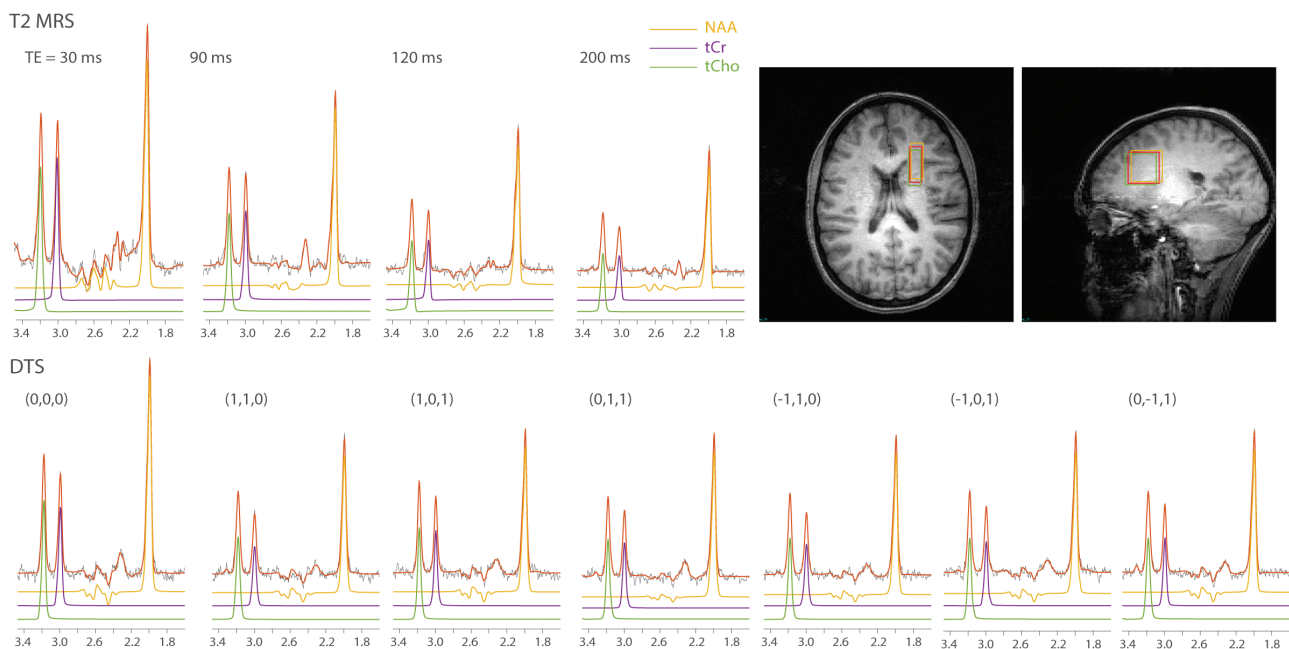 T2 MRS
TE = 30 ms
90 ms
120 ms
200 ms
NAA
tCr
tCho
3.4 3.0 2.6 2.2 1.8
3.4 3.0 2.6 2.2 1.8
3.4 3.0 2.6 2.2 1.8
3.4 3.0 2.6 2.2 1.8
DTS
(0,0,0)
(1,1,0)
(1,0,1)
(0,1,1)
(-1,1,0)
(-1,0,1)
(0,-1,1)
3.4 3.0 2.6 2.2 1.8
3.4 3.0 2.6 2.2 1.8
3.4 3.0 2.6 2.2 1.8
3.4 3.0 2.6 2.2 1.8
3.4 3.0 2.6 2.2 1.8
3.4 3.0 2.6 2.2 1.8
3.4 3.0 2.6 2.2 1.8